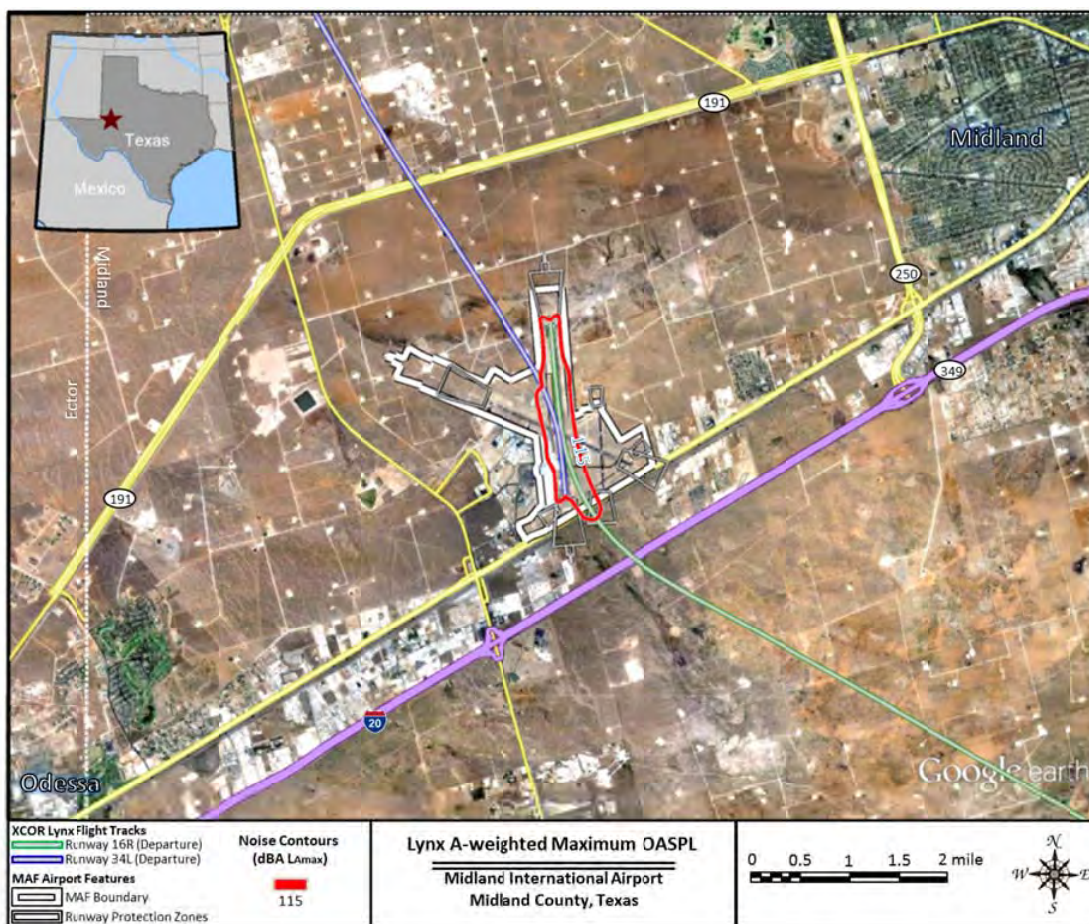 Texas
Mexico
191
Midland
Midland
250
349
Ector
115
191
20
Odessa
Google earth
XCOR Lynx Flight Tracks
Runway 16R (Departure)
Runway 34L (Departure)
MAF Airport Features
MAF Boundary
Runway Protection Zones
Noise Contours
(dBA LAmax)
115
Lynx A-weighted Maximum OASPL
Midland International Airport
Midland County, Texas
0 0.5 1 1.5 2 mile
N
W E
S